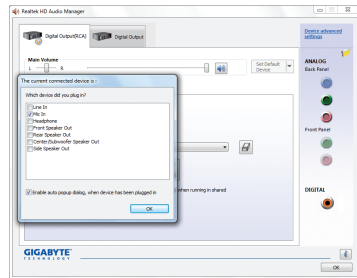 Realtek HD Audio Manager
Digital Output(RCA)
Digital Output
Device advanced
settings
Main Volume
L
R
Set Default
Device
ANALOG
Back Panel
The current connected device is :
Which device did you plug in?
Line In
Mic In
Headphone
Front Speaker Out
Rear Speaker Out
Center/Subwoofer Speaker Out
Side Speaker Out
Front Panel
Enable auto popup dialog, when device has been plugged in
when running in shared
OK
DIGITAL
GIGABYTE
TECHNOLOGY
OK